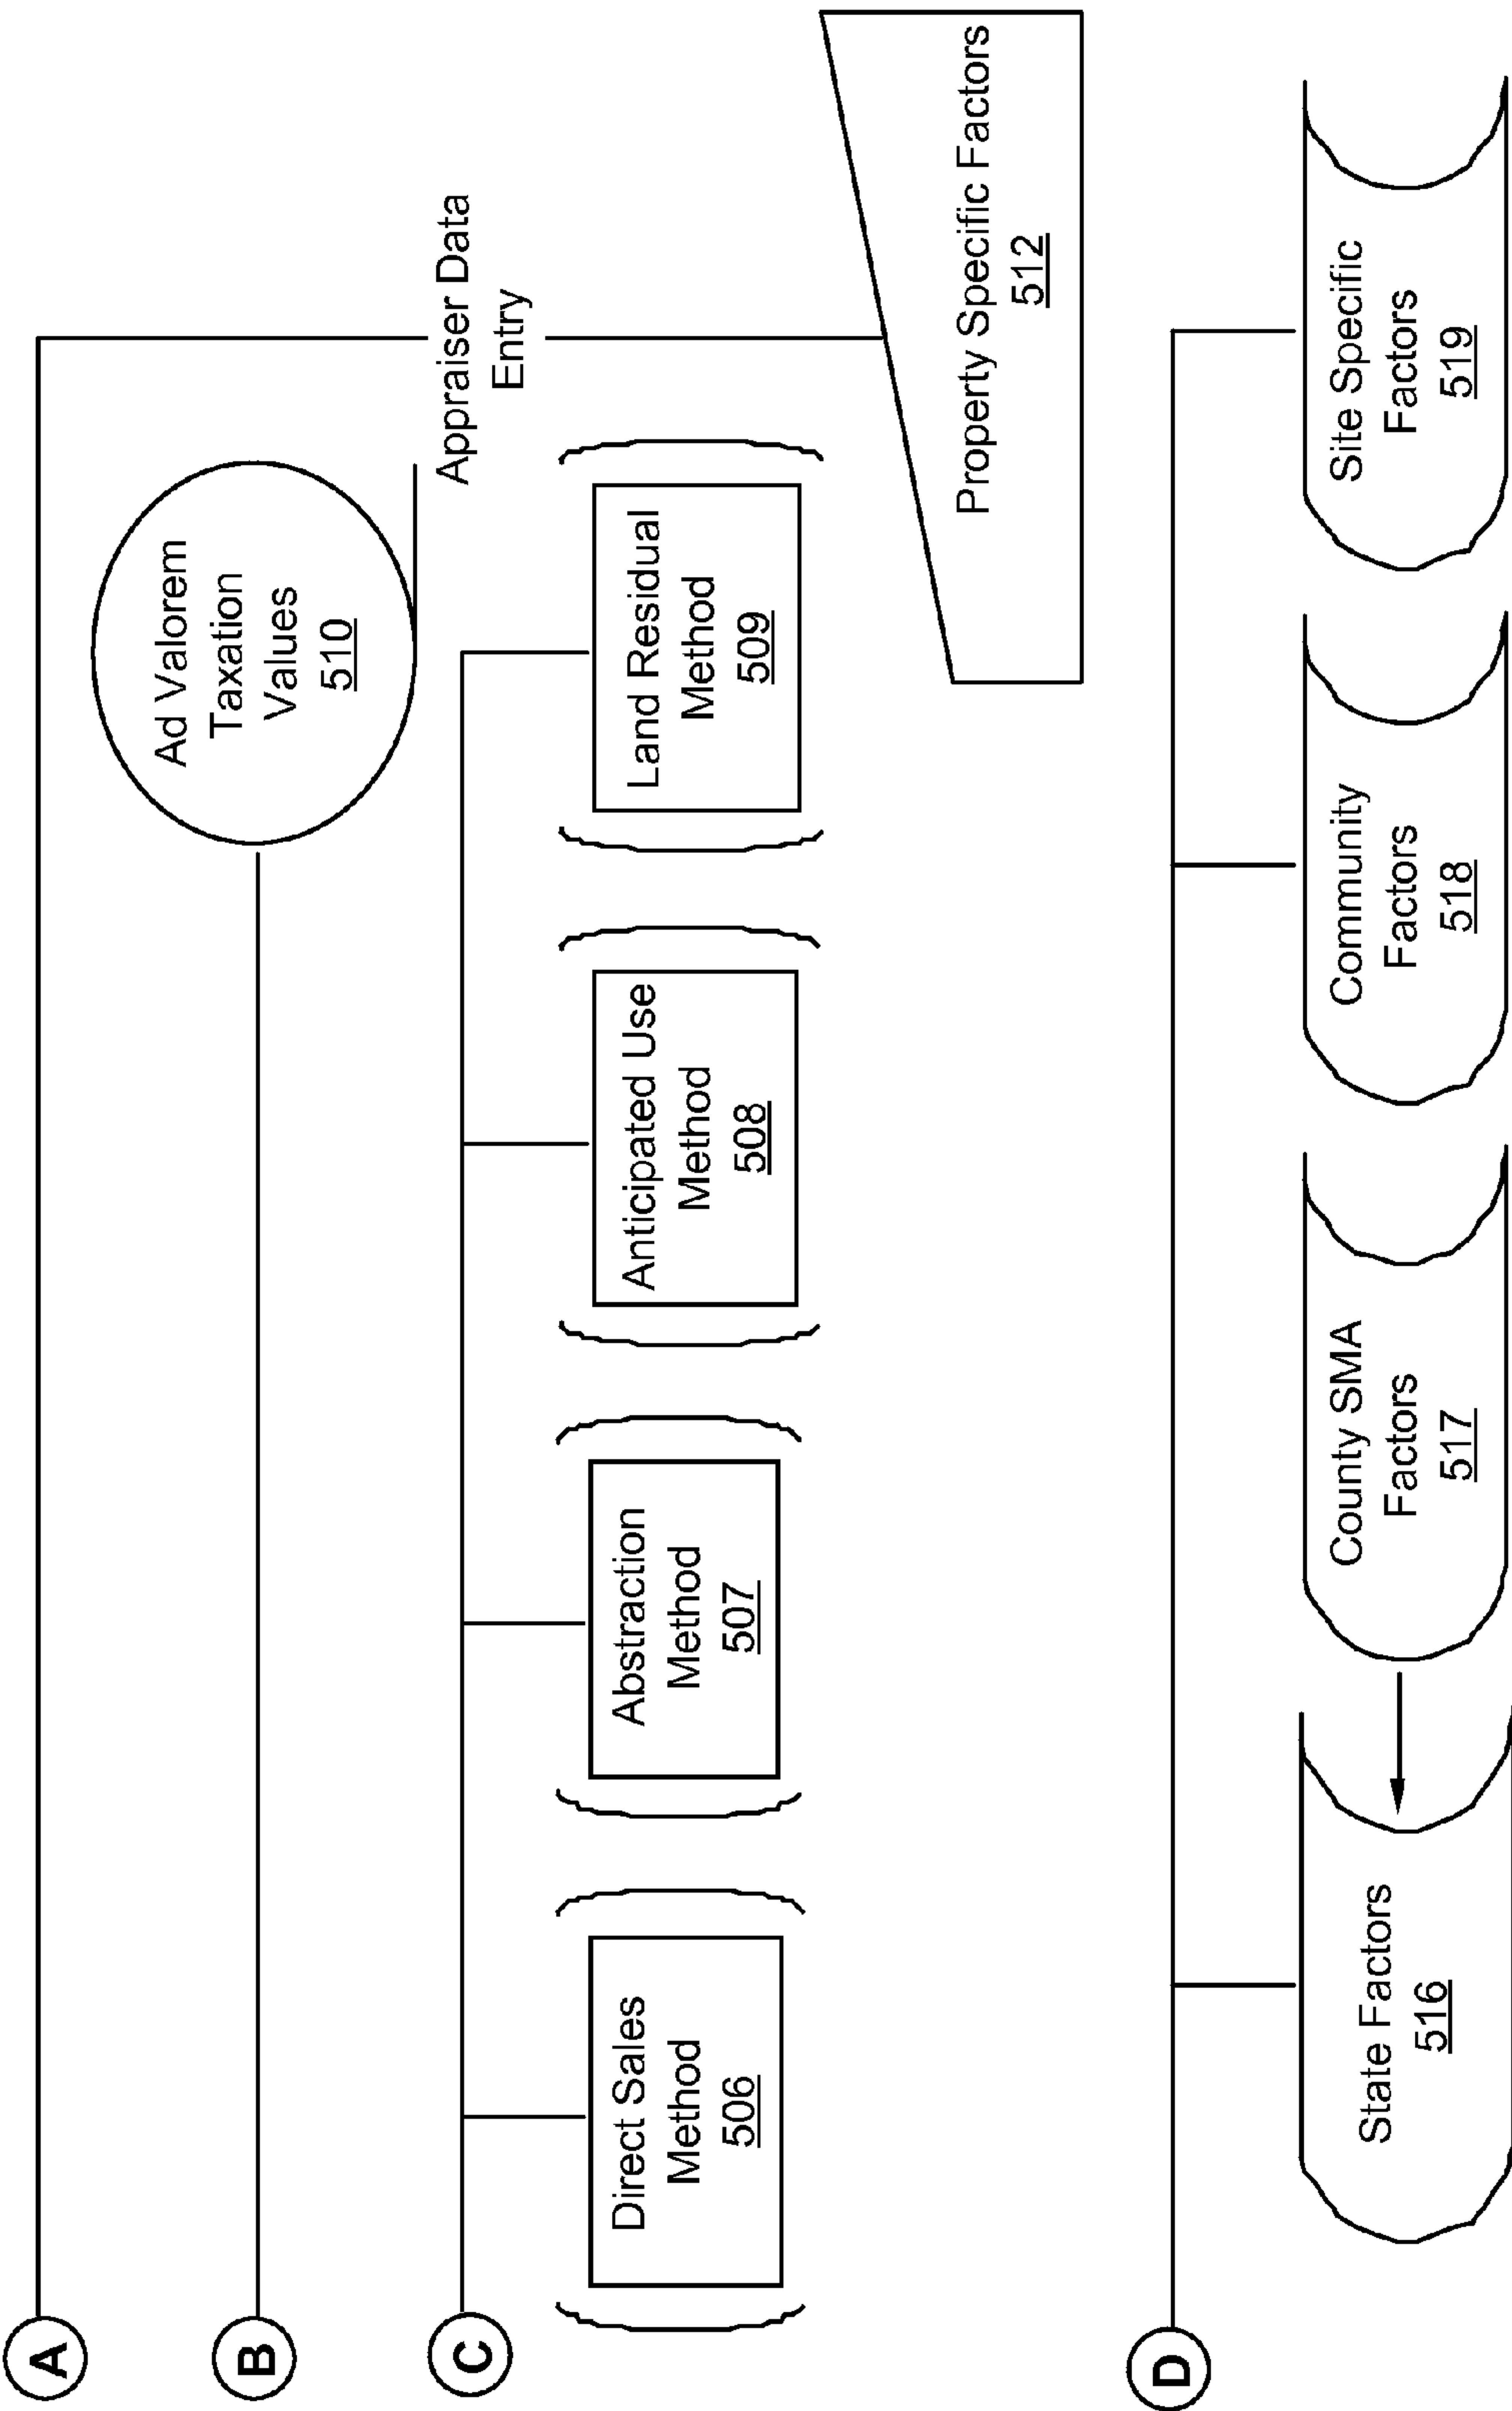 A
Appraiser Data
Entry
B
Ad Valorem
Taxation
Values
510
C
Direct Sales
Method
506
Abstraction
Method
507
Anticipated Use
Method
508
Land Residual
Method
509
Property Specific Factors
512
D
State Factors
516
County SMA
Factors
517
Community
Factors
518
Site Specific
Factors
519